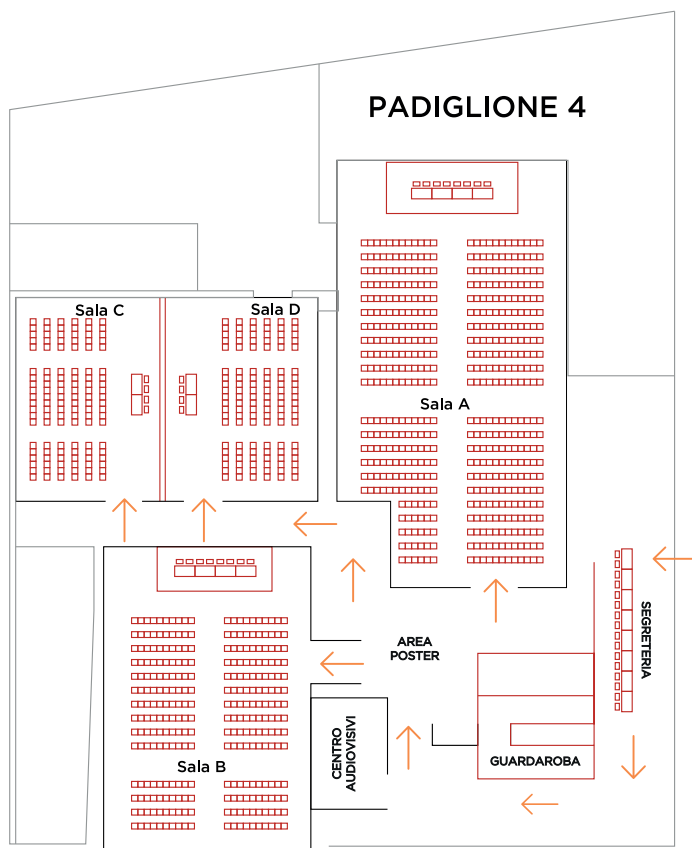 PADIGLIONE 4
Sala C
Sala D
Sala A
SEGRETERIA
AREA
POSTER
CENTRO
AUDIOVISIVI
GUARDAROBA
Sala B